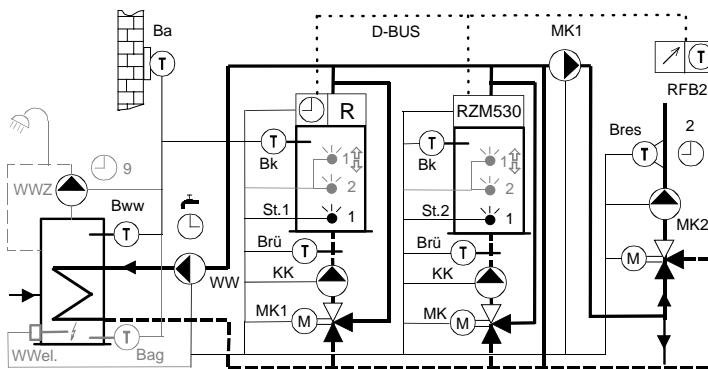 Ba
D-BUS
MK1
T
T
RFB2
R
RZM530
T
Bk
1
2
St.1
1
T
Bk
1
2
St.2
1
Bres
T
2
9
WWZ
Bww
T
WW
Brü
T
KK
MK1
M
Brü
T
KK
MK
M
MK2
M
WWel.
T
Bag